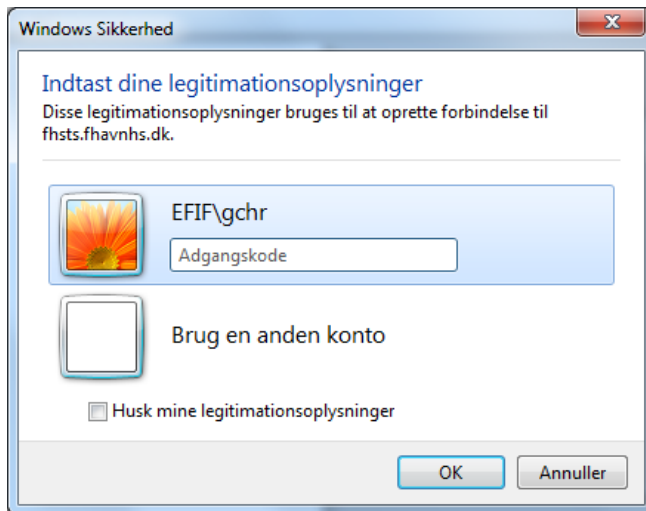 Windows Sikkerhed
Indtast dine legitimationsoplysninger
Disse legitimationsoplysninger bruges til at oprette forbindelse til
fhsts.fhavnhs.dk.
EFIF\gchr
Adgangskode
Brug en anden konto
Husk mine legitimationsoplysninger
OK
Annuller